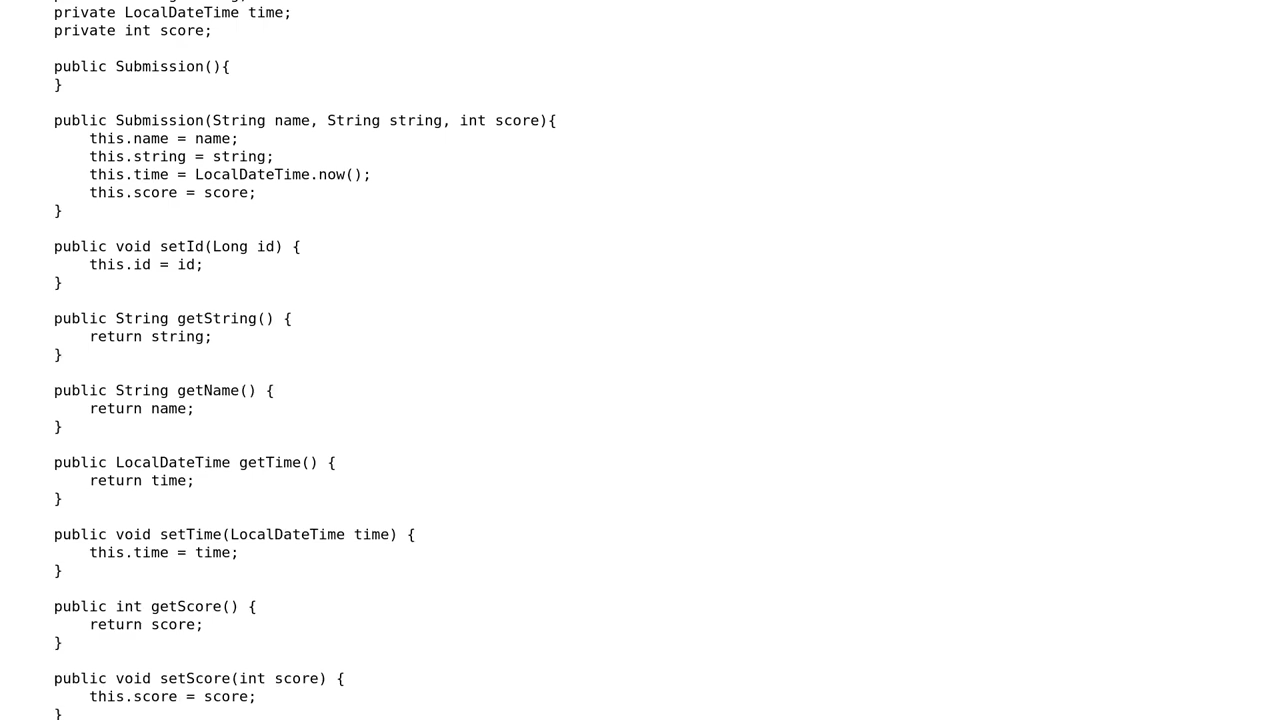 private LocalDateTime time;
private int score;

public Submission(){
}

public Submission(String name, String string, int score){
    this.name = name;
    this.string = string;
    this.time = LocalDateTime.now();
    this.score = score;
}

public void setId(Long id) {
    this.id = id;
}

public String getString() {
    return string;
}

public String getName() {
    return name;
}

public LocalDateTime getTime() {
    return time;
}

public void setTime(LocalDateTime time) {
    this.time = time;
}

public int getScore() {
    return score;
}

public void setScore(int score) {
    this.score = score;
}